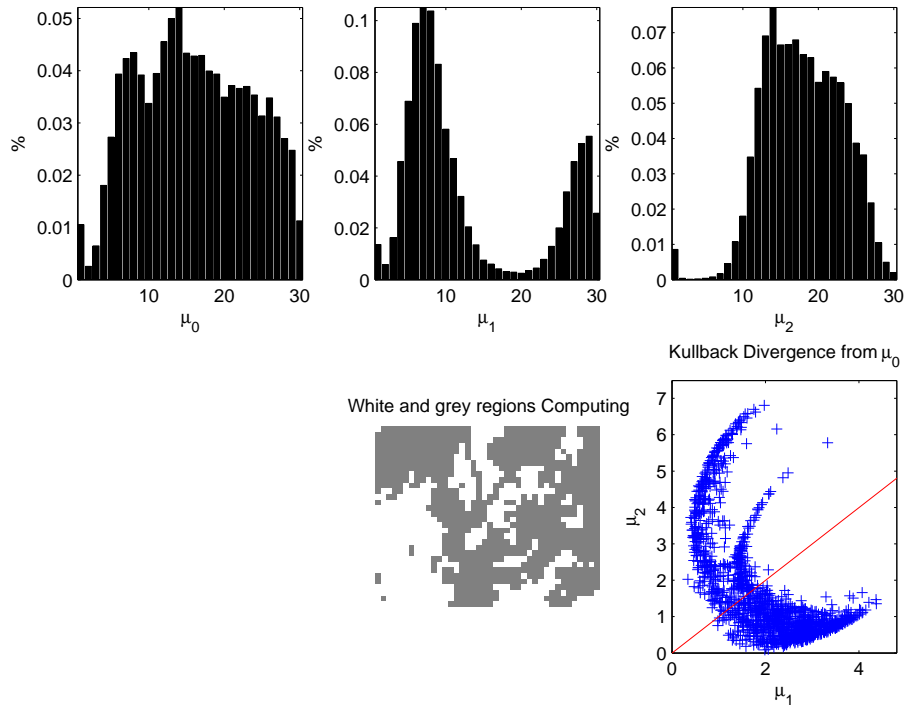 0.05
0.04
0.03
0.02
0.01
0
%
10 20 30
μ0
0.1
0.08
0.06
0.04
0.02
0
%
10 20 30
μ1
0.07
0.06
0.05
0.04
0.03
0.02
0.01
0
%
10 20 30
μ2
White and grey regions Computing
Kullback Divergence from μ0
7
6
5
4
3
2
1
0
μ2
0 2 4
μ1